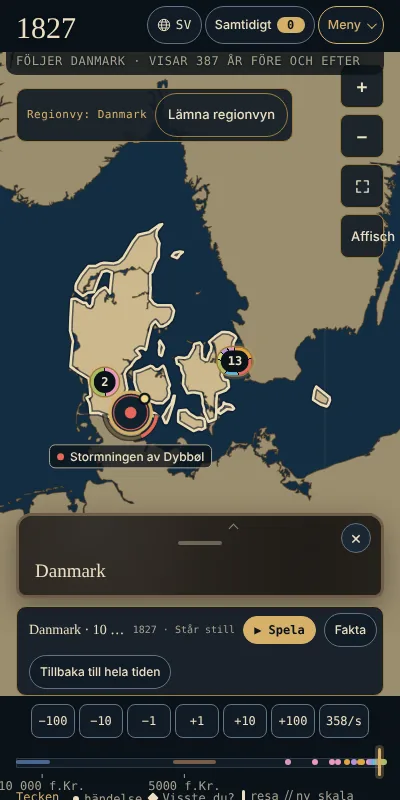 1827
SV
Samtidigt 0
Meny
FÖLJER DANMARK · VISAR 387 ÅR FÖRE OCH EFTER
Regionvy: Danmark
Lämna regionvyn
+
−
Affisch
13
2
Stormningen av Dybbøl
×
Danmark
Danmark · 10 …
1827 · Står still
▶ Spela
Fakta
Tillbaka till hela tiden
−100
−10
−1
+1
+10
+100
358/s
10 000 f.Kr.
5000 f.Kr.
Tecken
händelse
Visste du?
resa
ny skala